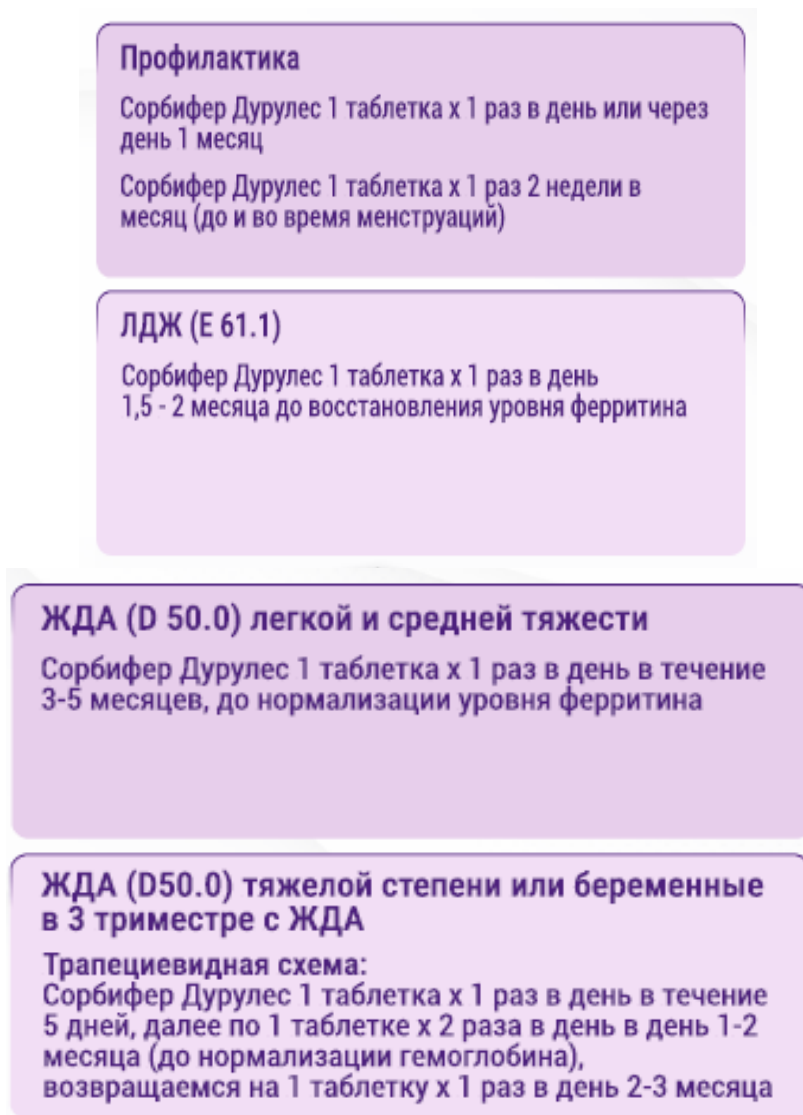 Профилактика
Сорбифер Дурулес 1 таблетка х 1 раз в день или через
день 1 месяц
Сорбифер Дурулес 1 таблетка х 1 раз 2 недели в
месяц (до и во время менструаций)
ЛДЖ (Е 61.1)
Сорбифер Дурулес 1 таблетка х 1 раз в день
1,5 - 2 месяца до восстановления уровня ферритина
ЖДА (D 50.0) легкой и средней тяжести
Сорбифер Дурулес 1 таблетка х 1 раз в день в течение
3-5 месяцев, до нормализации уровня ферритина
ЖДА (D50.0) тяжелой степени или беременные
в 3 триместре с ЖДА
Трапециевидная схема:
Сорбифер Дурулес 1 таблетка х 1 раз в день в течение
5 дней, далее по 1 таблетке х 2 раза в день в день 1-2
месяца (до нормализации гемоглобина),
возвращаемся на 1 таблетку х 1 раз в день 2-3 месяца